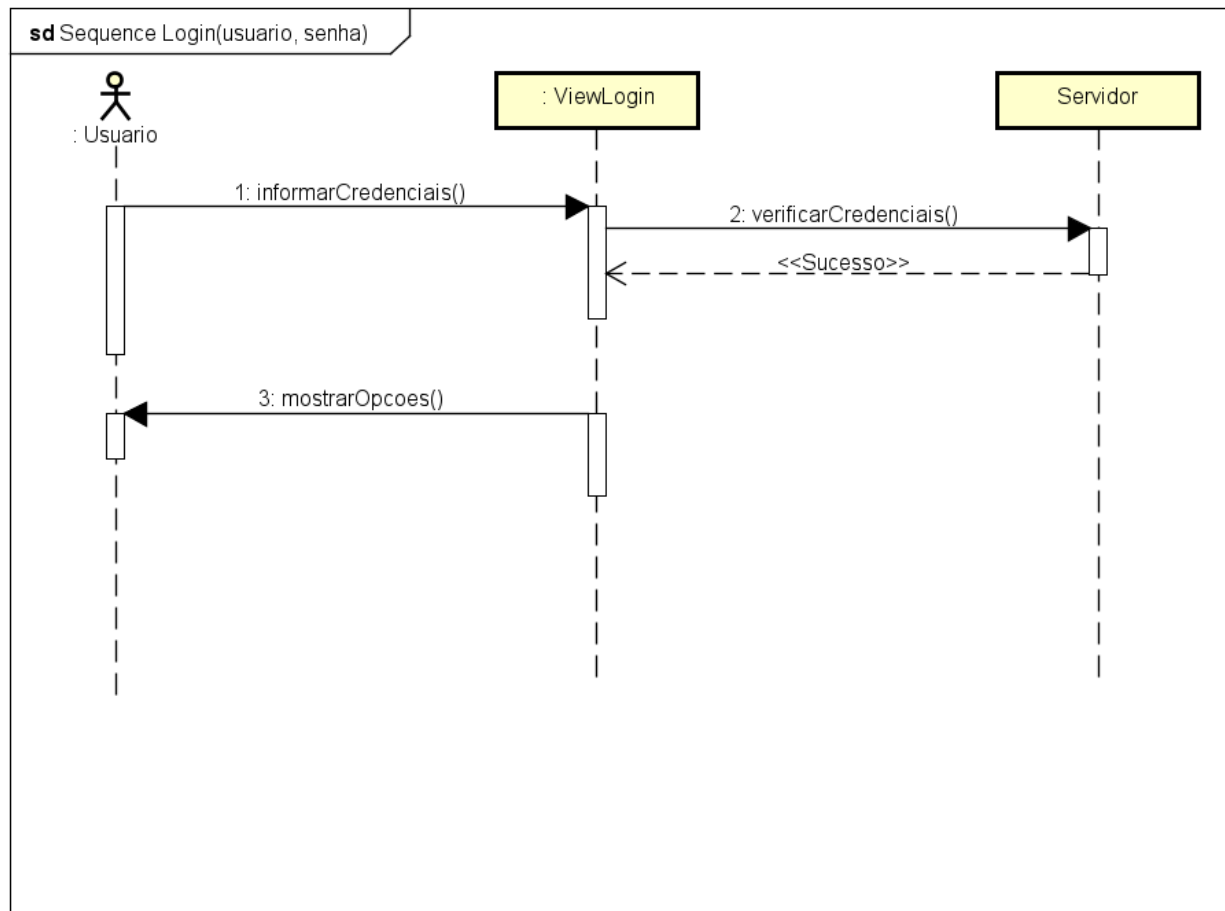 sd Sequence Login(usuario, senha)
: Usuario
: ViewLogin
Servidor
1: informarCredenciais()
2: verificarCredenciais()
<<Sucesso>>
3: mostrarOpcoes()